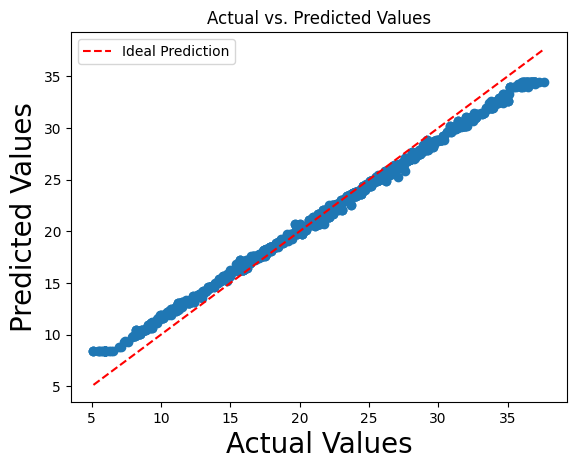 Actual vs. Predicted Values
Ideal Prediction
Predicted Values
35
30
25
20
15
10
5
5 10 15 20 25 30 35
Actual Values